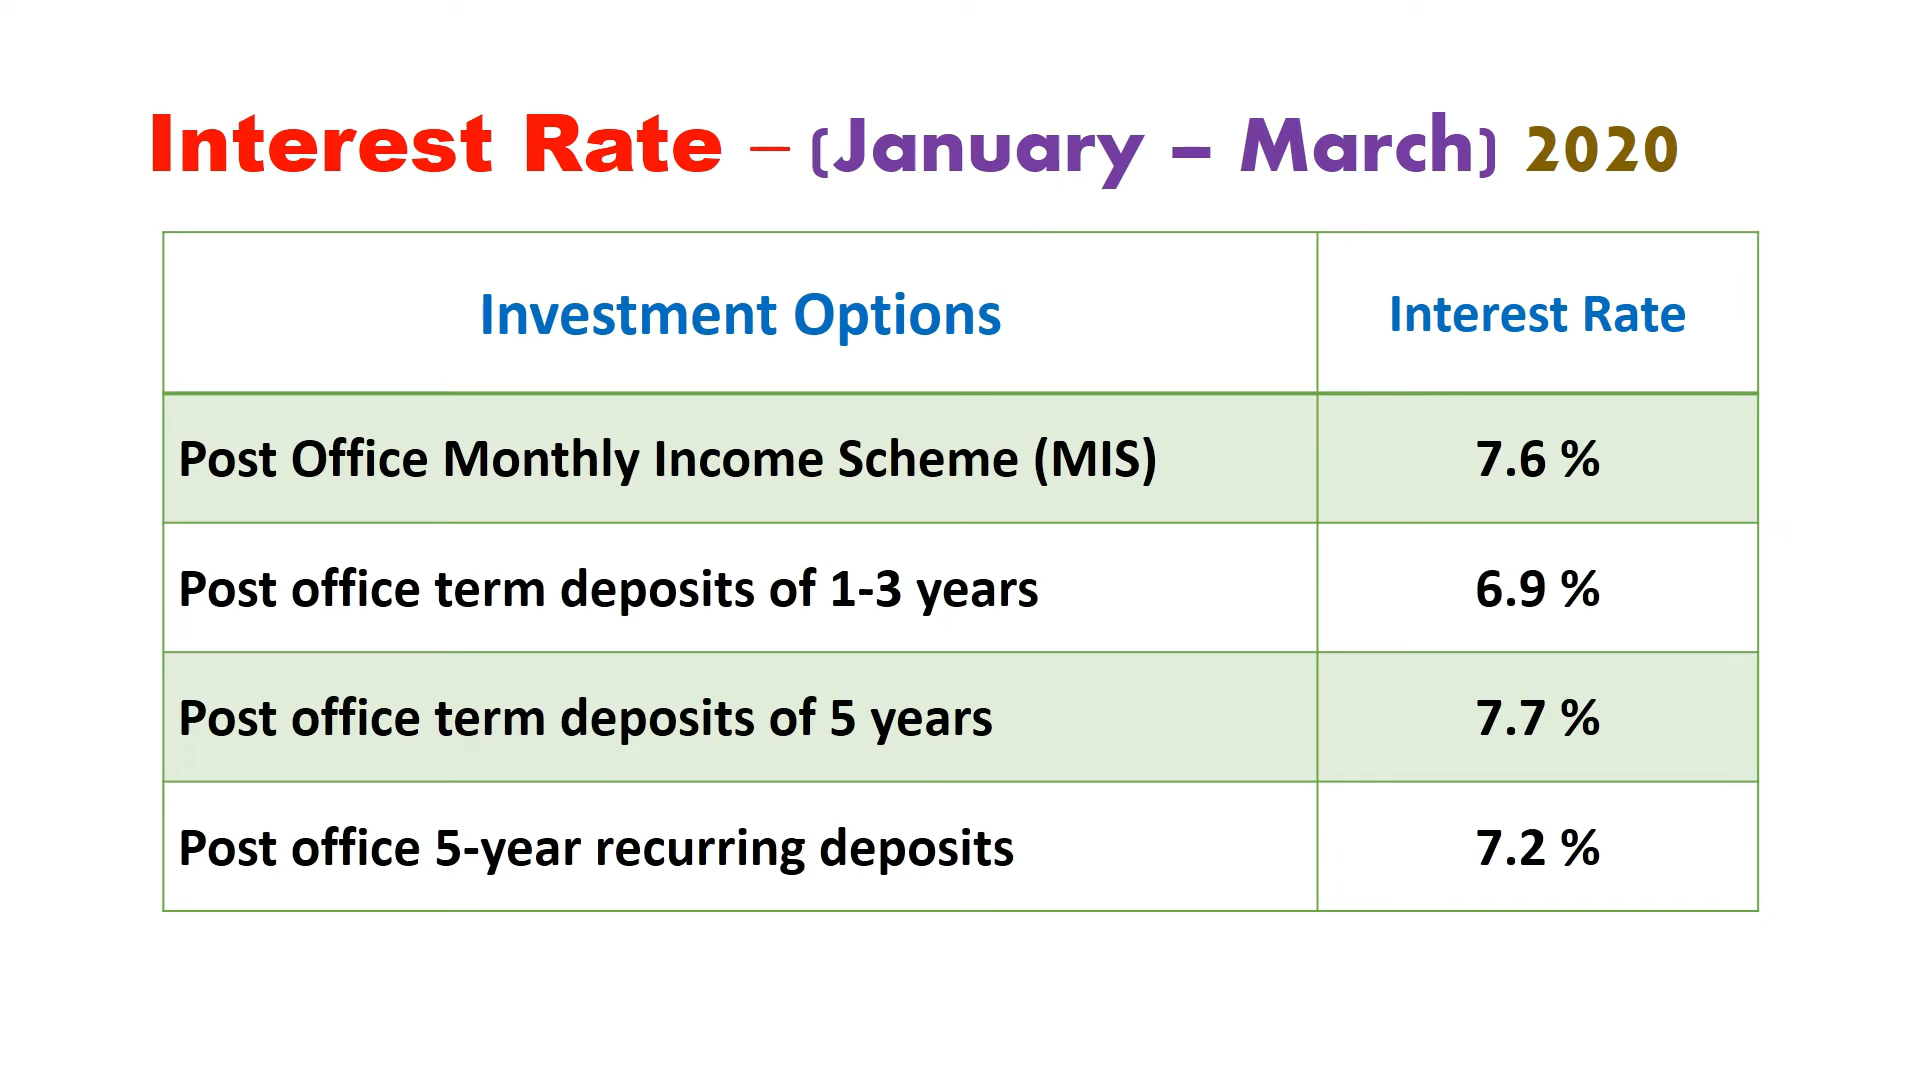 Interest Rate – (January – March) 2020
Investment Options Interest Rate
Post Office Monthly Income Scheme (MIS) 7.6 %
Post office term deposits of 1-3 years 6.9 %
Post office term deposits of 5 years 7.7 %
Post office 5-year recurring deposits 7.2 %